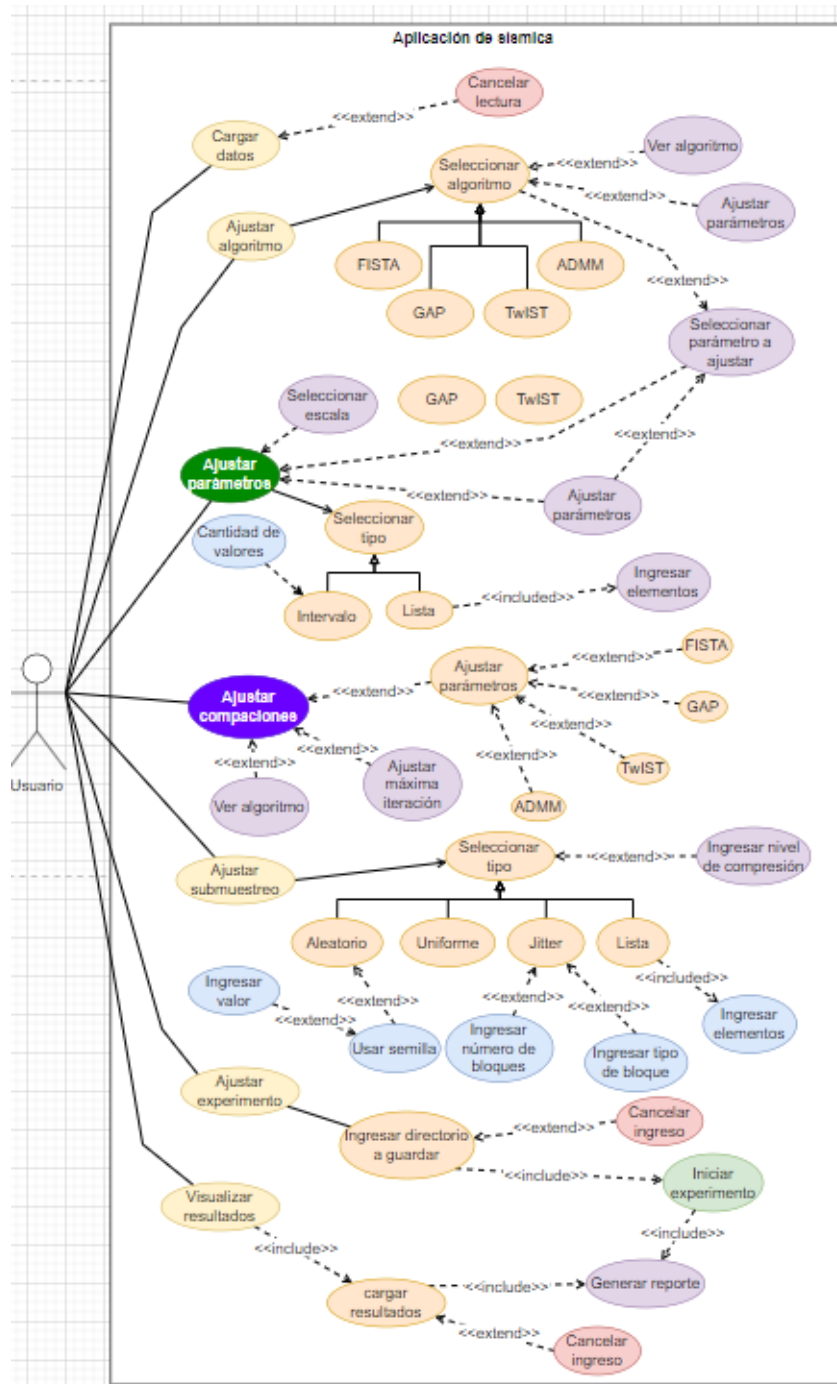 Aplicación de sísmica
Cancelar
lectura
<<extend>>
Cargar
datos
Ver algoritmo
<<extend>>
Seleccionar
algoritmo
<<extend>>
Ajustar
parámetros
Ajustar
algoritmo
FISTA
ADMM
<<extend>>
GAP
TwIST
Seleccionar
parámetro a
ajustar
Seleccionar
escala
GAP
TwIST
<<extend>>
Ajustar
parámetros
<<extend>>
<<extend>>
Ajustar
parámetros
Seleccionar
tipo
Cantidad de
valores
Ingresar
elementos
Intervalo
Lista
<<included>>
FISTA
<<extend>>
Ajustar
parámetros
Ajustar
compaciones
<<extend>>
<<extend>>
GAP
<<extend>>
TwIST
<<extend>>
<<extend>>
<<extend>>
Ajustar
máxima
iteración
Usuario
Ver algoritmo
ADMM
Seleccionar
tipo
<<extend>>
Ingresar nivel
de compresión
Ajustar
submuestreo
Aleatorio
Uniforme
Jitter
Lista
<<included>>
Ingresar
valor
<<extend>>
<<extend>>
<<extend>>
<<extend>>
Ingresar
elementos
Usar semilla
Ingresar
número de
bloques
Ingresar tipo
de bloque
Ajustar
experimento
Cancelar
ingreso
<<extend>>
Ingresar directorio
a guardar
<<include>>
Iniciar
experimento
Visualizar
resultados
<<include>>
<<include>>
cargar
resultados
<<include>>
Generar reporte
<<extend>>
Cancelar
ingreso